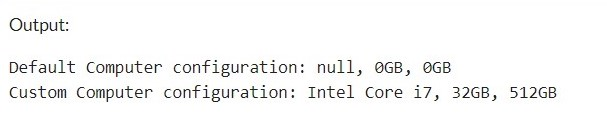 Output:
Default Computer configuration: null, 0GB, 0GB
Custom Computer configuration: Intel Core i7, 32GB, 512GB